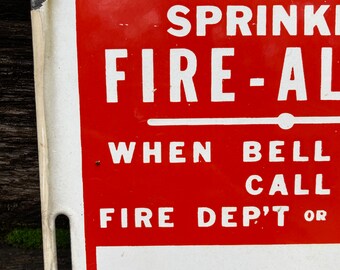 SPRINK
FIRE-AL
WHEN BELL
CALL
FIRE DEP'T OR